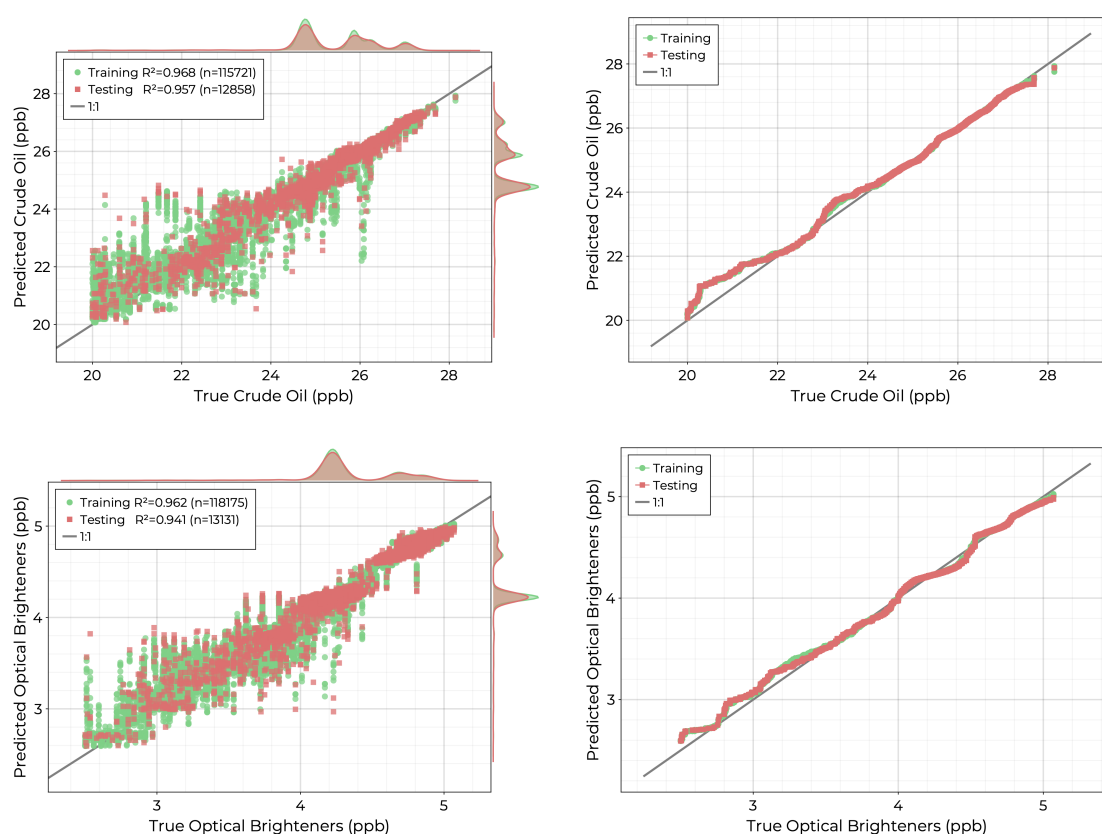 Training R²=0.968 (n=115721)
Testing R²=0.957 (n=12858)
1:1
28
26
24
22
20
Predicted Crude Oil (ppb)
20 22 24 26 28
True Crude Oil (ppb)
Training
Testing
1:1
28
26
24
22
20
Predicted Crude Oil (ppb)
20 22 24 26 28
True Crude Oil (ppb)
Training R²=0.962 (n=118175)
Testing R²=0.941 (n=13131)
1:1
5
4
3
Predicted Optical Brighteners (ppb)
3 4 5
True Optical Brighteners (ppb)
Training
Testing
1:1
5
4
3
Predicted Optical Brighteners (ppb)
3 4 5
True Optical Brighteners (ppb)